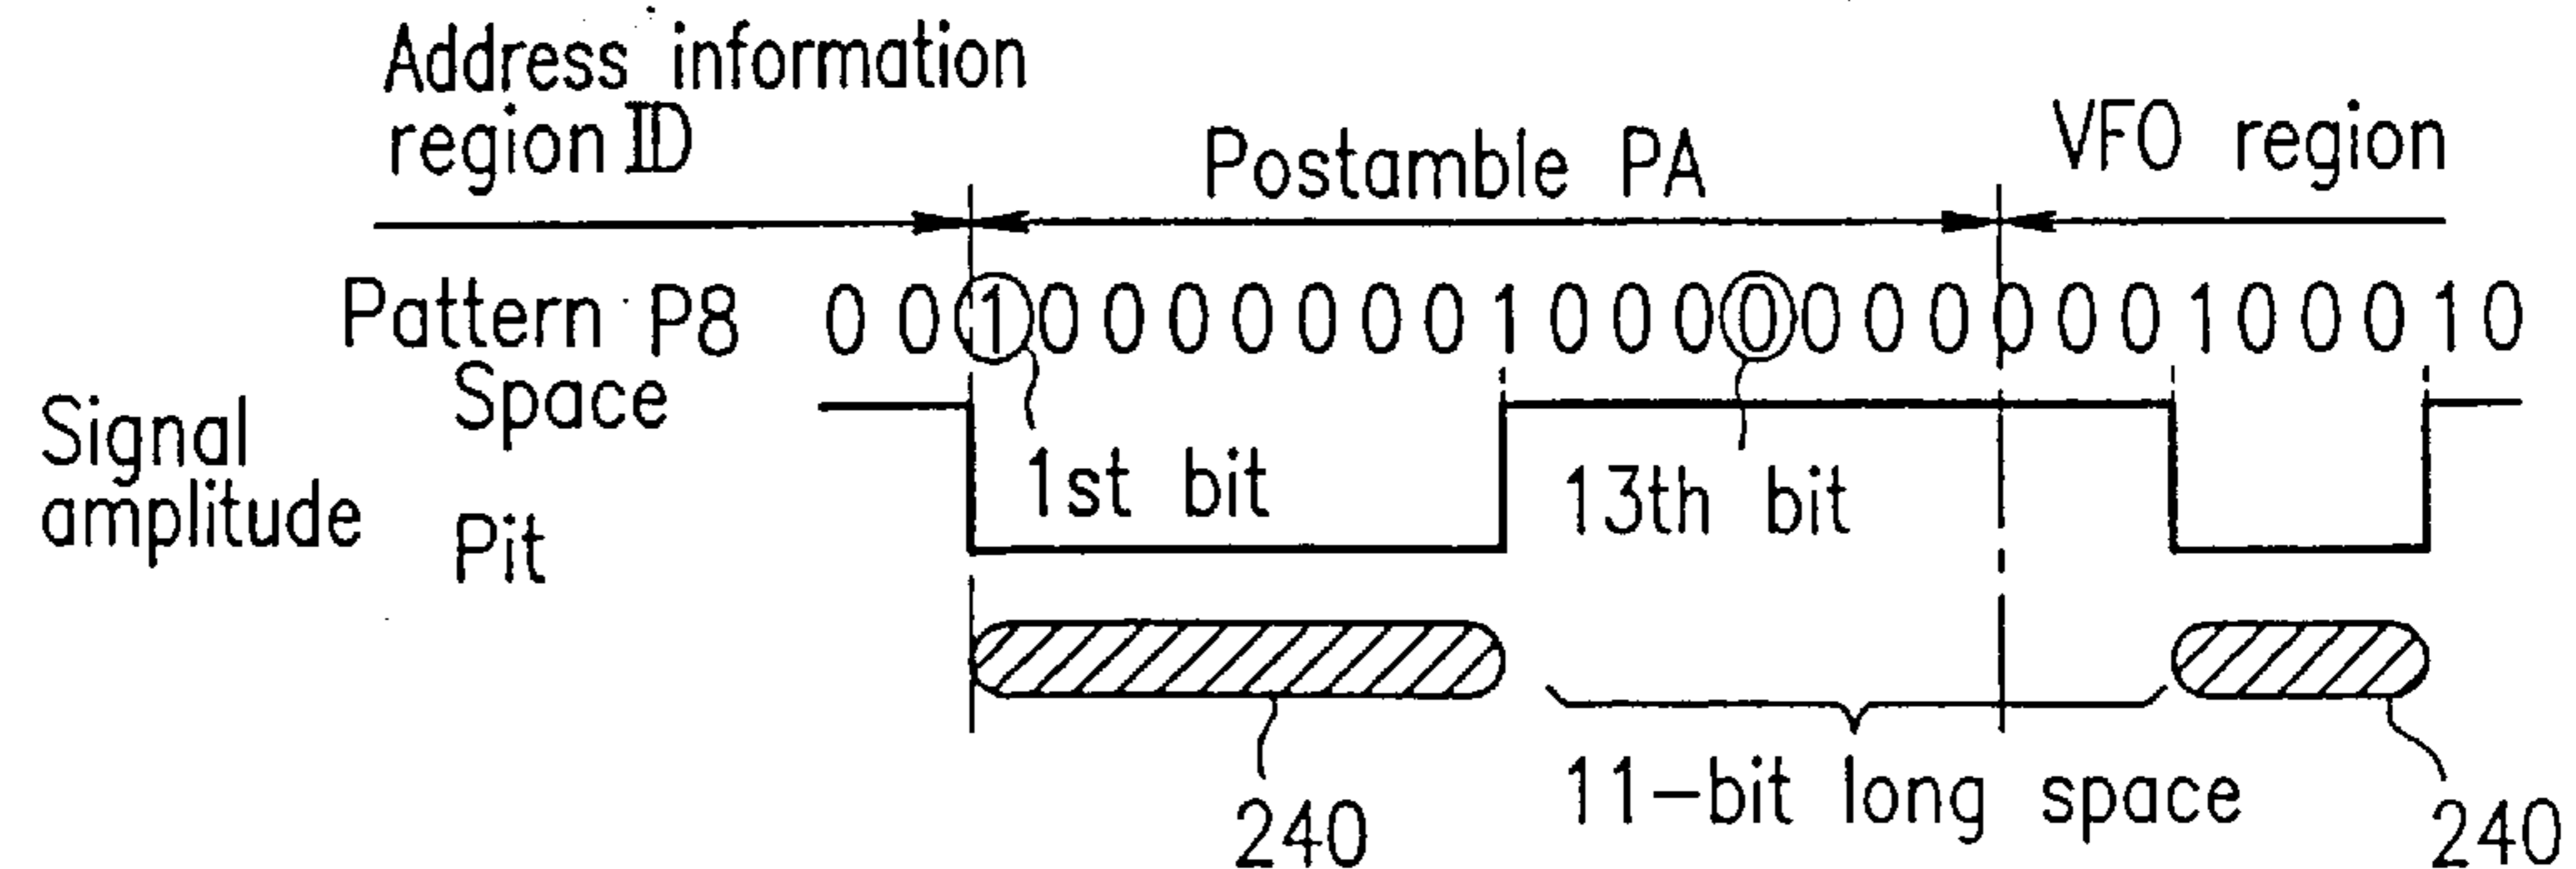 Address information
region ID
Postamble PA
VFO region
Pattern P8 0 0 1 0 0 0 0 0 0 0 1 0 0 0 0 0 0 0 0 0 0 1 0 0 0 1 0
Signal
amplitude
Space
Pit
1st bit
13th bit
11-bit long space
240
240